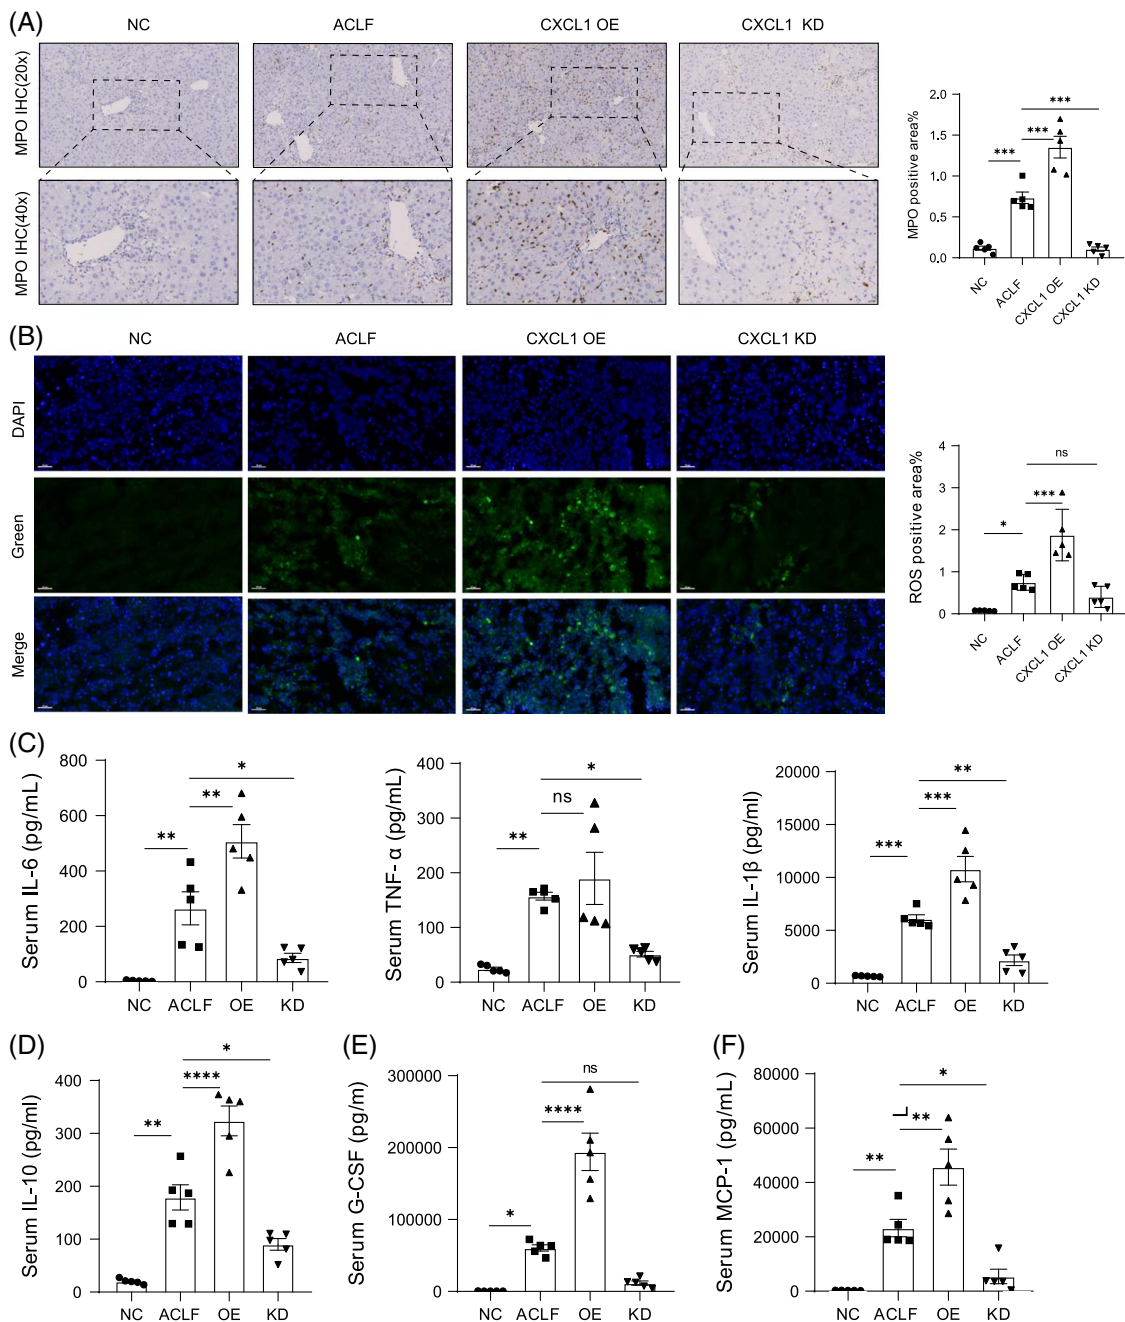 (A)
NC ACLF CXCL1 OE CXCL1 KD
MPO IHC(20x)
MPO IHC(40x)
MPO positive area%
2.0
1.5
1.0
0.5
0.0
***
***
***
NC ACLF CXCL1 OE CXCL1 KD
(B)
NC ACLF CXCL1 OE CXCL1 KD
DAPI
Green
Merge
ROS positive area%
4
3
2
1
0
ns
***
*
NC ACLF CXCL1 OE CXCL1 KD
(C)
Serum IL-6 (pg/mL)
800
600
400
200
0
*
**
**
NC ACLF OE KD
Serum TNF-α (pg/mL)
400
300
200
100
0
*
ns
**
NC ACLF OE KD
Serum IL-1β (pg/ml)
20000
15000
10000
5000
0
**
***
***
NC ACLF OE KD
(D)
Serum IL-10 (pg/ml)
400
300
200
100
0
*
****
**
NC ACLF OE KD
(E)
Serum G-CSF (pg/m)
300000
200000
100000
0
ns
****
*
NC ACLF OE KD
(F)
Serum MCP-1 (pg/mL)
80000
60000
40000
20000
0
*
**
**
NC ACLF OE KD